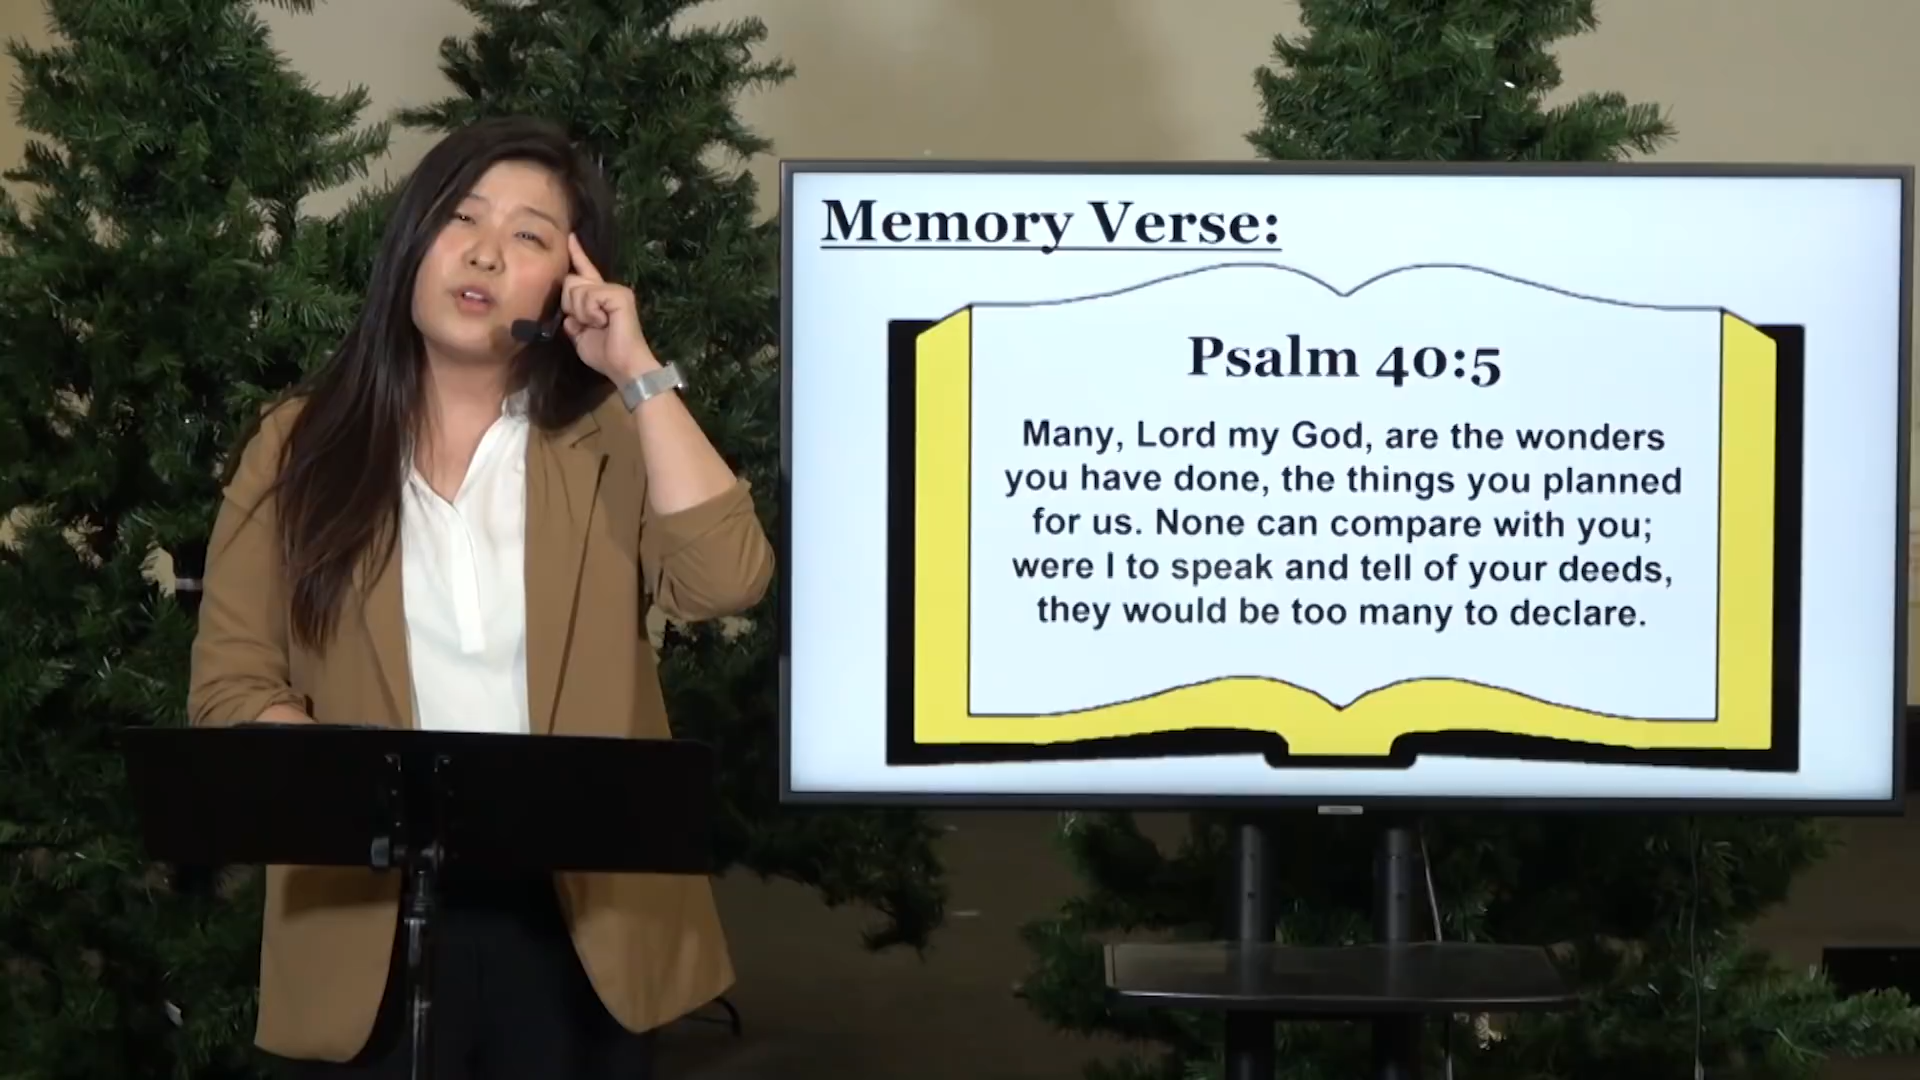 Memory Verse:
Psalm 40:5
Many, Lord my God, are the wonders
you have done, the things you planned
for us. None can compare with you;
were I to speak and tell of your deeds,
they would be too many to declare.